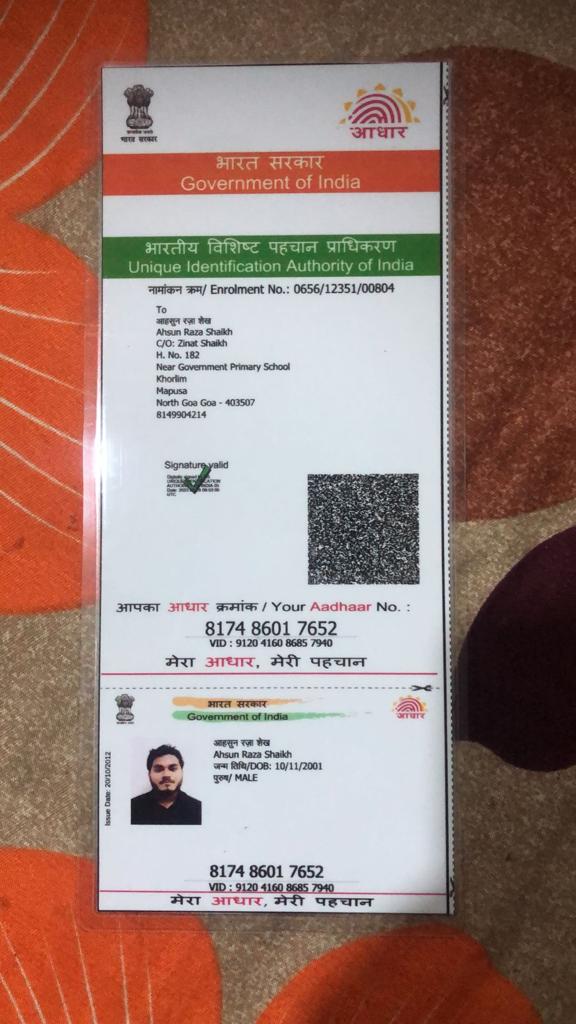 भारत सरकार
आधार
भारत सरकार
Government of India
भारतीय विशिष्ट पहचान प्राधिकरण
Unique Identification Authority of India
नामांकन क्रम/ Enrolment No.: 0656/12351/00804
To
आहसुन रज़ा शेख
Ahsun Raza Shaikh
C/O: Zinat Shaikh
H. No. 182
Near Government Primary School
Khorlim
Mapusa
North Goa Goa - 403507
8149904214
Signature valid
आपका आधार क्रमांक / Your Aadhaar No. :
8174 8601 7652
VID : 9120 4160 8685 7940
मेरा आधार, मेरी पहचान
भारत सरकार
Government of India
आधार
Issue Date: 20/10/2012
आहसुन रज़ा शेख
Ahsun Raza Shaikh
जन्म तिथि/DOB: 10/11/2001
पुरुष/ MALE
8174 8601 7652
VID : 9120 4160 8685 7940
मेरा आधार, मेरी पहचान